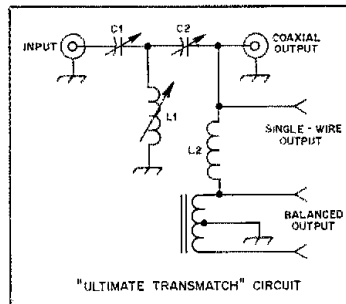 C1
C2
INPUT
COAXIAL
OUTPUT
L1
SINGLE-WIRE
OUTPUT
L2
BALANCED
OUTPUT
"ULTIMATE TRANSMATCH" CIRCUIT